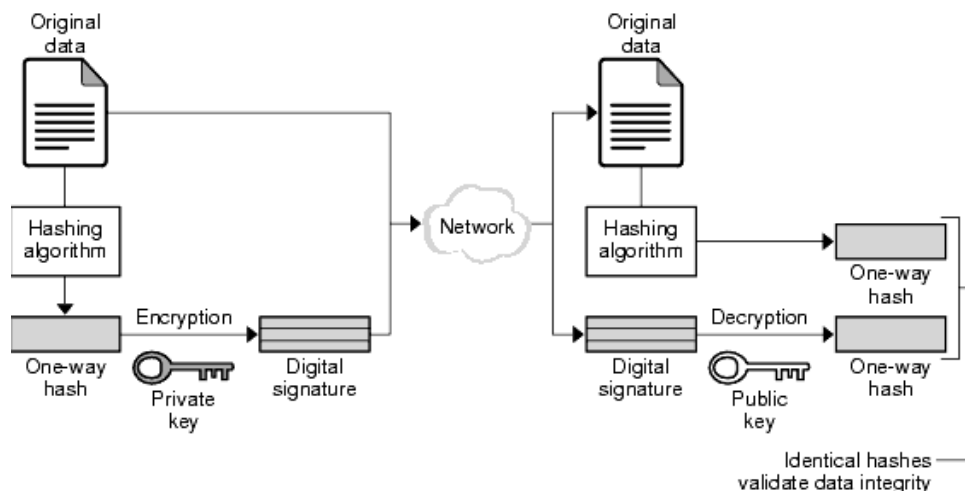 Original
data
Hashing
algorithm
One-way
hash
Encryption
Private
key
Digital
signature
Network
Original
data
Hashing
algorithm
One-way
hash
Digital
signature
Decryption
Public
key
One-way
hash
Identical hashes
validate data integrity